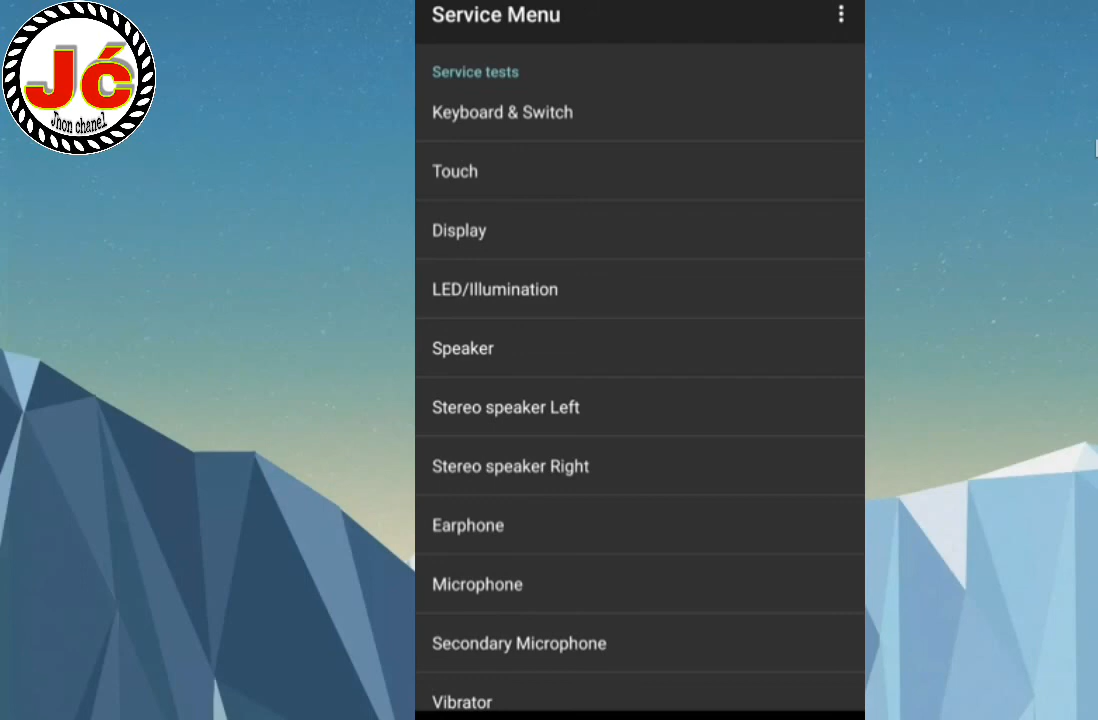 Jć
Jhon chanel
Service Menu
Service tests
Keyboard & Switch
Touch
Display
LED/Illumination
Speaker
Stereo speaker Left
Stereo speaker Right
Earphone
Microphone
Secondary Microphone
Vibrator